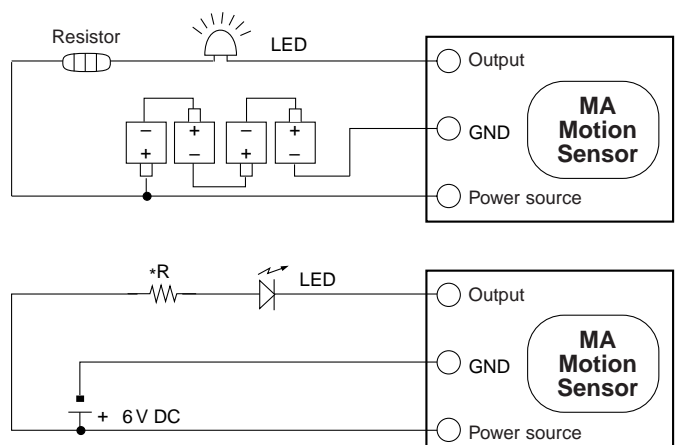 Resistor
LED
Output
− + − +
+ − + −
GND
MA
Motion
Sensor
Power source
*R
LED
Output
MA
Motion
Sensor
GND
+ 6 V DC
Power source